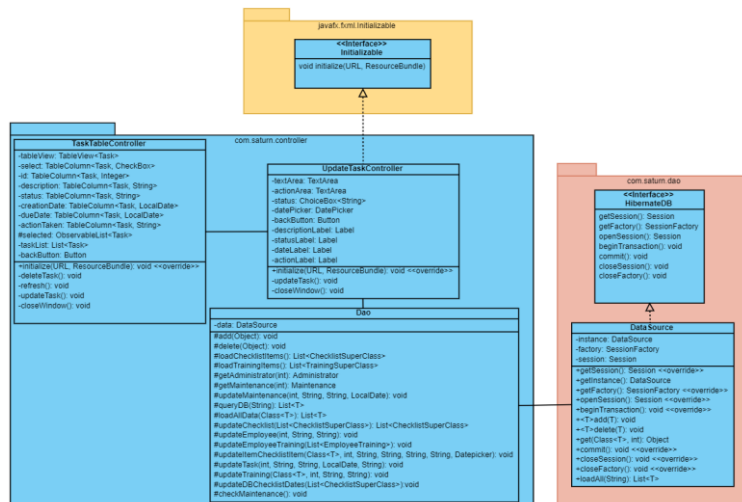 javafx.fxml.Initializable
<<Interface>>
Initializable
void initialize(URL, ResourceBundle)
com.saturn.controller
TaskTableController
-tableView: TableView<Task>
-select: TableColumn<Task, CheckBox>
-id: TableColumn<Task, Integer>
-description: TableColumn<Task, String>
-status: TableColumn<Task, String>
-creationDate: TableColumn<Task, LocalDate>
-dueDate: TableColumn<Task, LocalDate>
-actionTaken: TableColumn<Task, String>
#selected: ObservableList<Task>
-taskList: List<Task>
-backButton: Button
+initialize(URL, ResourceBundle): void <<override>>
-deleteTask(): void
-refresh(): void
-updateTask(): void
-closeWindow(): void
UpdateTaskController
-textArea: TextArea
-actionArea: TextArea
-status: ChoiceBox<String>
-datePicker: DatePicker
-backButton: Button
-descriptionLabel: Label
-statusLabel: Label
-dateLabel: Label
-actionLabel: Label
+initialize(URL, ResourceBundle): void <<override>>
-updateTask(): void
-closeWindow(): void
Dao
-data: DataSource
#add(Object): void
#delete(Object): void
#loadChecklistItems(): List<ChecklistSuperClass>
#loadTrainingItems(): List<TrainingSuperClass>
#getAdministrator(int): Administrator
#getMaintenance(int): Maintenance
#updateMaintenance(int, String, String, LocalDate): void
#queryDB(String): List<T>
#loadAllData(Class<T>): List<T>
#updateChecklist(List<ChecklistSuperClass>): List<ChecklistSuperClass>
#updateEmployee(int, String, String): void
#updateEmployeeTraining(List<EmployeeTraining>): void
#updateItemChecklistItem(Class<T>, int, String, String, String, String, Datepicker): void
#updateTask(int, String, String, LocalDate, String): void
#updateTraining(Class<T>, int, String, String): void
#updateDBChecklistDates(List<ChecklistSuperClass>):void
#checkMaintenance(): void
com.saturn.dao
<<Interface>>
HibernateDB
getSession(): Session
getFactory(): SessionFactory
openSession(): Session
beginTransaction(): void
commit(): void
closeSession(): void
closeFactory(): void
DataSource
-instance: DataSource
-factory: SessionFactory
-session: Session
+getSession(): Session <<override>>
+getInstance(): DataSource
+getFactory(): SessionFactory <<override>>
+openSession(): Session <<override>>
+beginTransaction(): void <<override>>
+<T>add(T): void
+<T>delete(T): void
+get(Class<T>, int): Object
+commit(): void <<override>>
+closeSession(): void <<override>>
+closeFactory(): void <<override>>
+loadAll(String): List<T>